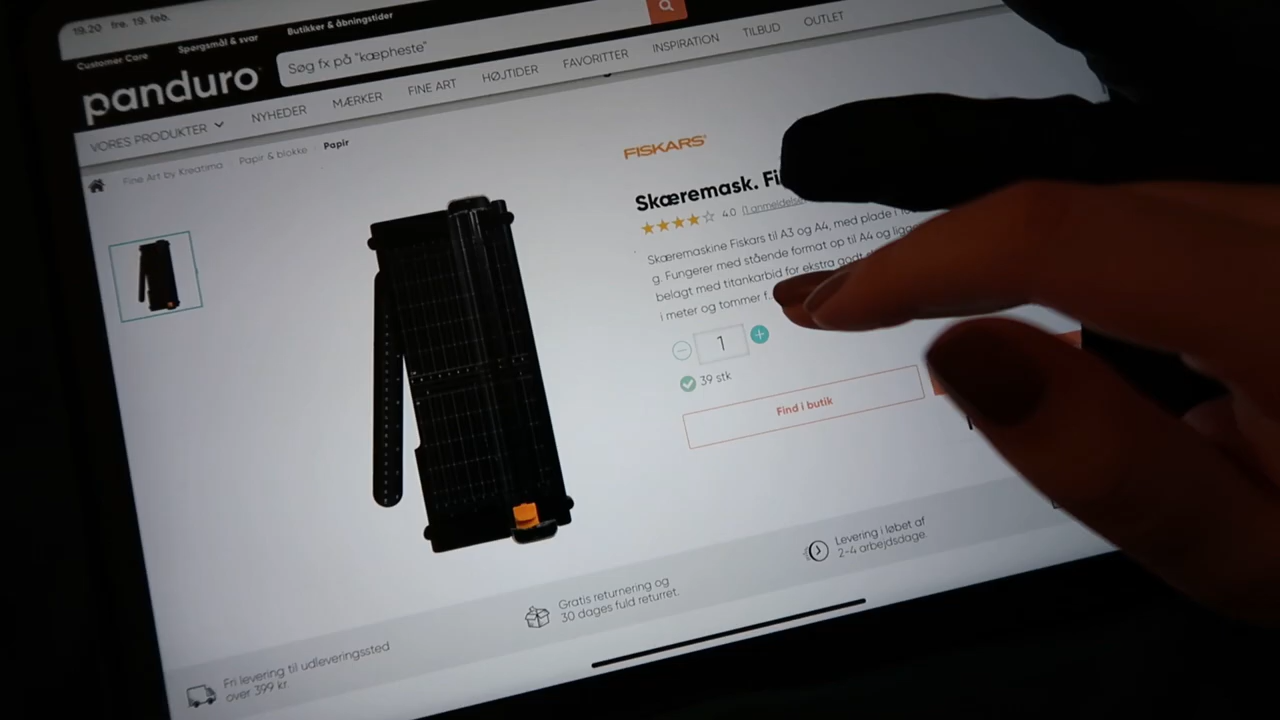 19.20 fre. 19. feb.
Customer Care Spørgsmål & svar Butikker & åbningstider
panduro
Søg fx på "kæpheste"
VORES PRODUKTER NYHEDER MÆRKER FINE ART HØJTIDER FAVORITTER INSPIRATION TILBUD OUTLET
Fine Art by Kreatima Papir & blokke Papir
FISKARS®
Skæremask. Fi
4.0 (1 anmeldelse
Skæremaskine Fiskars til A3 og A4, med plade i
g. Fungerer med stående format op til A4 og ligge
belagt med titankarbid for ekstra godt
i meter og tommer f.
1
39 stk
Find i butik
Fri levering til udleveringssted
over 399 kr.
Gratis returnering og
30 dages fuld returret.
Levering i løbet af
2-4 arbejdsdage.